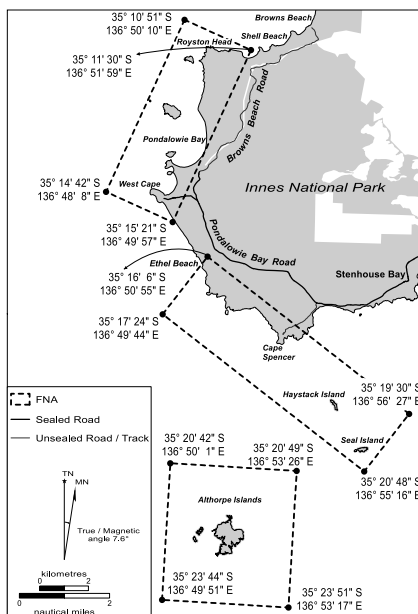 35° 10' 51" S
136° 50' 10" E
Browns Beach
Shell Beach
Royston Head
35° 11' 30" S
136° 51' 59" E
Browns Beach Road
Pondalowie Bay
35° 14' 42" S
136° 48' 8" E
West Cape
Innes National Park
35° 15' 21" S
136° 49' 57" E
Pondalowie Bay Road
Ethel Beach
35° 16' 6" S
136° 50' 55" E
Stenhouse Bay
35° 17' 24" S
136° 49' 44" E
Cape
Spencer
35° 19' 30" S
136° 56' 27" E
Haystack Island
Seal Island
35° 20' 48" S
136° 55' 16" E
35° 20' 42" S
136° 50' 1" E
35° 20' 49" S
136° 53' 26" E
Althorpe Islands
35° 23' 44" S
136° 49' 51" E
35° 23' 51" S
136° 53' 17" E
FNA
Sealed Road
Unsealed Road / Track
TN
MN
True / Magnetic
angle 7.6°
kilometres
0 2
0 2
nautical miles